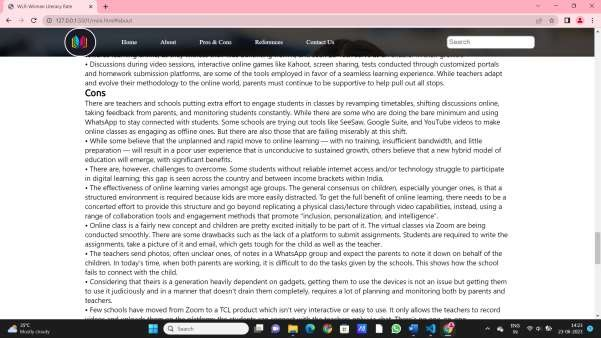 WLR-Woman Literacy Rate
127.0.0.1:5501/main.html#about
Home About Pros & Cons References Contact Us
Search
• Discussions during video sessions, interactive online games like Kahoot, screen sharing, tests conducted through customized portals
and homework submission platforms, are some of the tools employed in favor of a seamless learning experience. While teachers adapt
and evolve their methodology to the online world, parents must continue to be supportive to help pull out all stops.
Cons
There are teachers and schools putting extra effort to engage students in classes by revamping timetables, shifting discussions online,
taking feedback from parents, and monitoring students constantly. While there are some who are doing the bare minimum and using
WhatsApp to stay connected with students. Some schools are trying out tools like SeeSaw, Google Suite, and YouTube videos to make
online classes as engaging as offline ones. But there are also those that are failing miserably at this shift.
• While some believe that the unplanned and rapid move to online learning — with no training, insufficient bandwidth, and little
preparation — will result in a poor user experience that is unconducive to sustained growth, others believe that a new hybrid model of
education will emerge, with significant benefits.
• There are, however, challenges to overcome. Some students without reliable internet access and/or technology struggle to participate
in digital learning; this gap is seen across the country and between income brackets within India.
• The effectiveness of online learning varies amongst age groups. The general consensus on children, especially younger ones, is that a
structured environment is required because kids are more easily distracted. To get the full benefit of online learning, there needs to be a
concerted effort to provide this structure and go beyond replicating a physical class/lecture through video capabilities, instead, using a
range of collaboration tools and engagement methods that promote "inclusion, personalization, and intelligence".
• Online class is a fairly new concept and children are pretty excited initially to be part of it. The virtual classes via Zoom are being
conducted smoothly. There are some drawbacks such as the lack of a platform to submit assignments. Students are required to write the
assignments, take a picture of it and email, which gets tough for the child as well as the teacher.
• The teachers send photos, often unclear ones, of notes in a WhatsApp group and expect the parents to note it down on behalf of the
children. In today's time, when both parents are working, it is difficult to do the tasks given by the schools. This shows how the school
fails to connect with the child.
• Considering that theirs is a generation heavily dependent on gadgets, getting them to use the devices is not an issue but getting them
to use it judiciously and in a manner that doesn't drain them completely, requires a lot of planning and monitoring both by parents and
teachers.
• Few schools have moved from Zoom to a TCL product which isn't very interactive or easy to use. It only allows the teachers to record
35°C
Mostly cloudy
Search
ENG
IN
14:23
23-08-2023